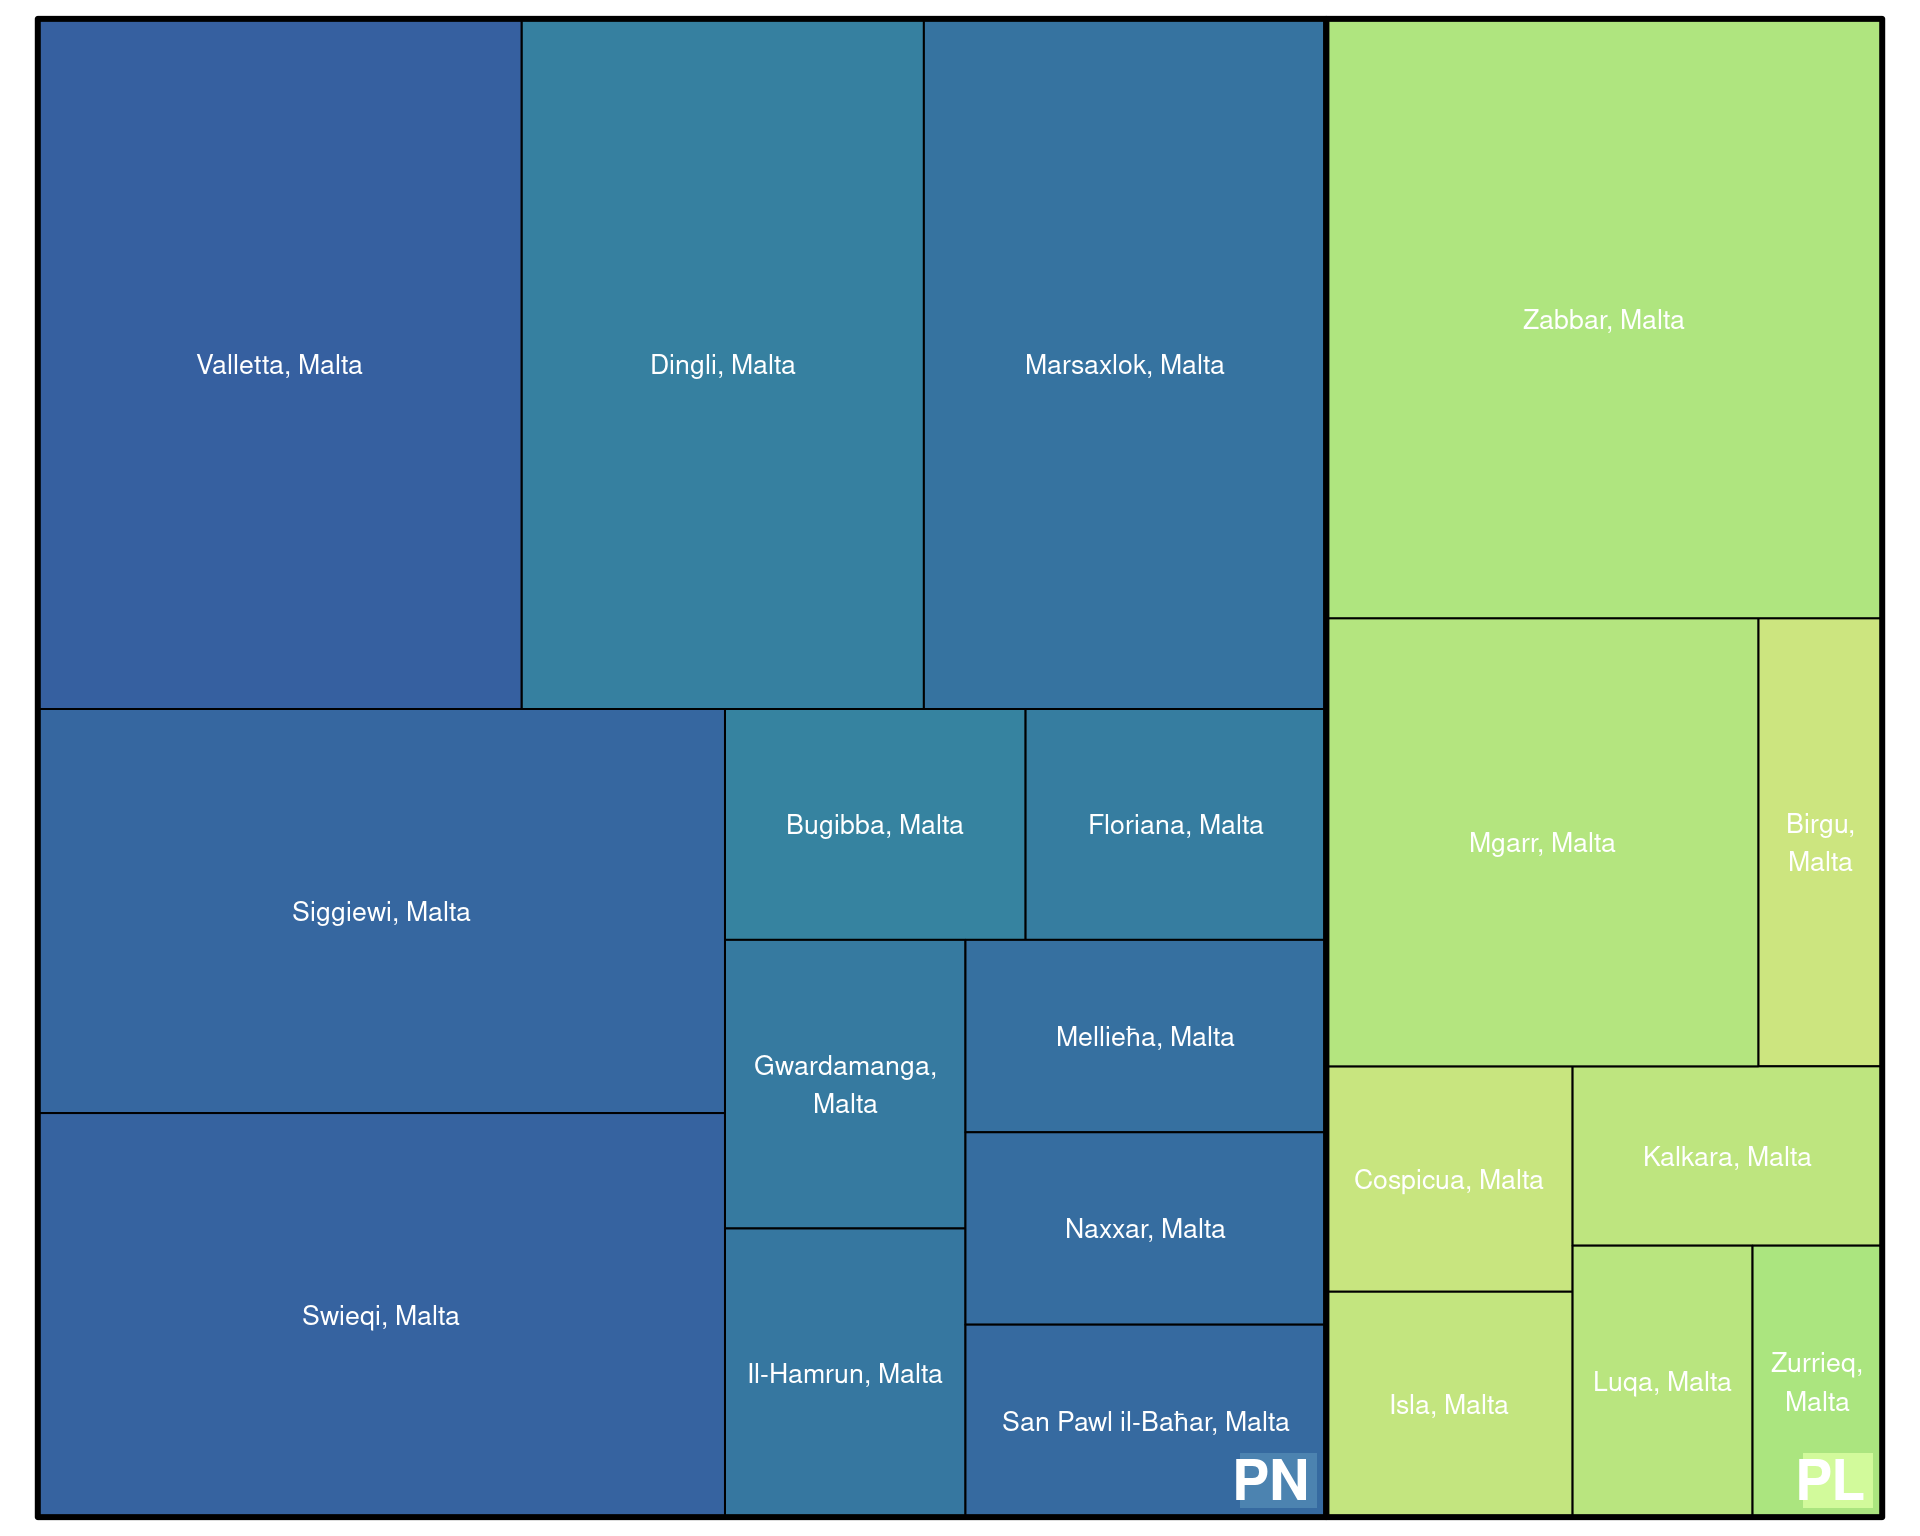 Valletta, Malta
Dingli, Malta
Marsaxlok, Malta
Zabbar, Malta
Siggiewi, Malta
Bugibba, Malta
Floriana, Malta
Mgarr, Malta
Birgu,
Malta
Gwardamanga,
Malta
Mellieħa, Malta
Swieqi, Malta
Il-Hamrun, Malta
Naxxar, Malta
San Pawl il-Baħar, Malta
PN
Cospicua, Malta
Kalkara, Malta
Isla, Malta
Luqa, Malta
Zurrieq,
Malta
PL